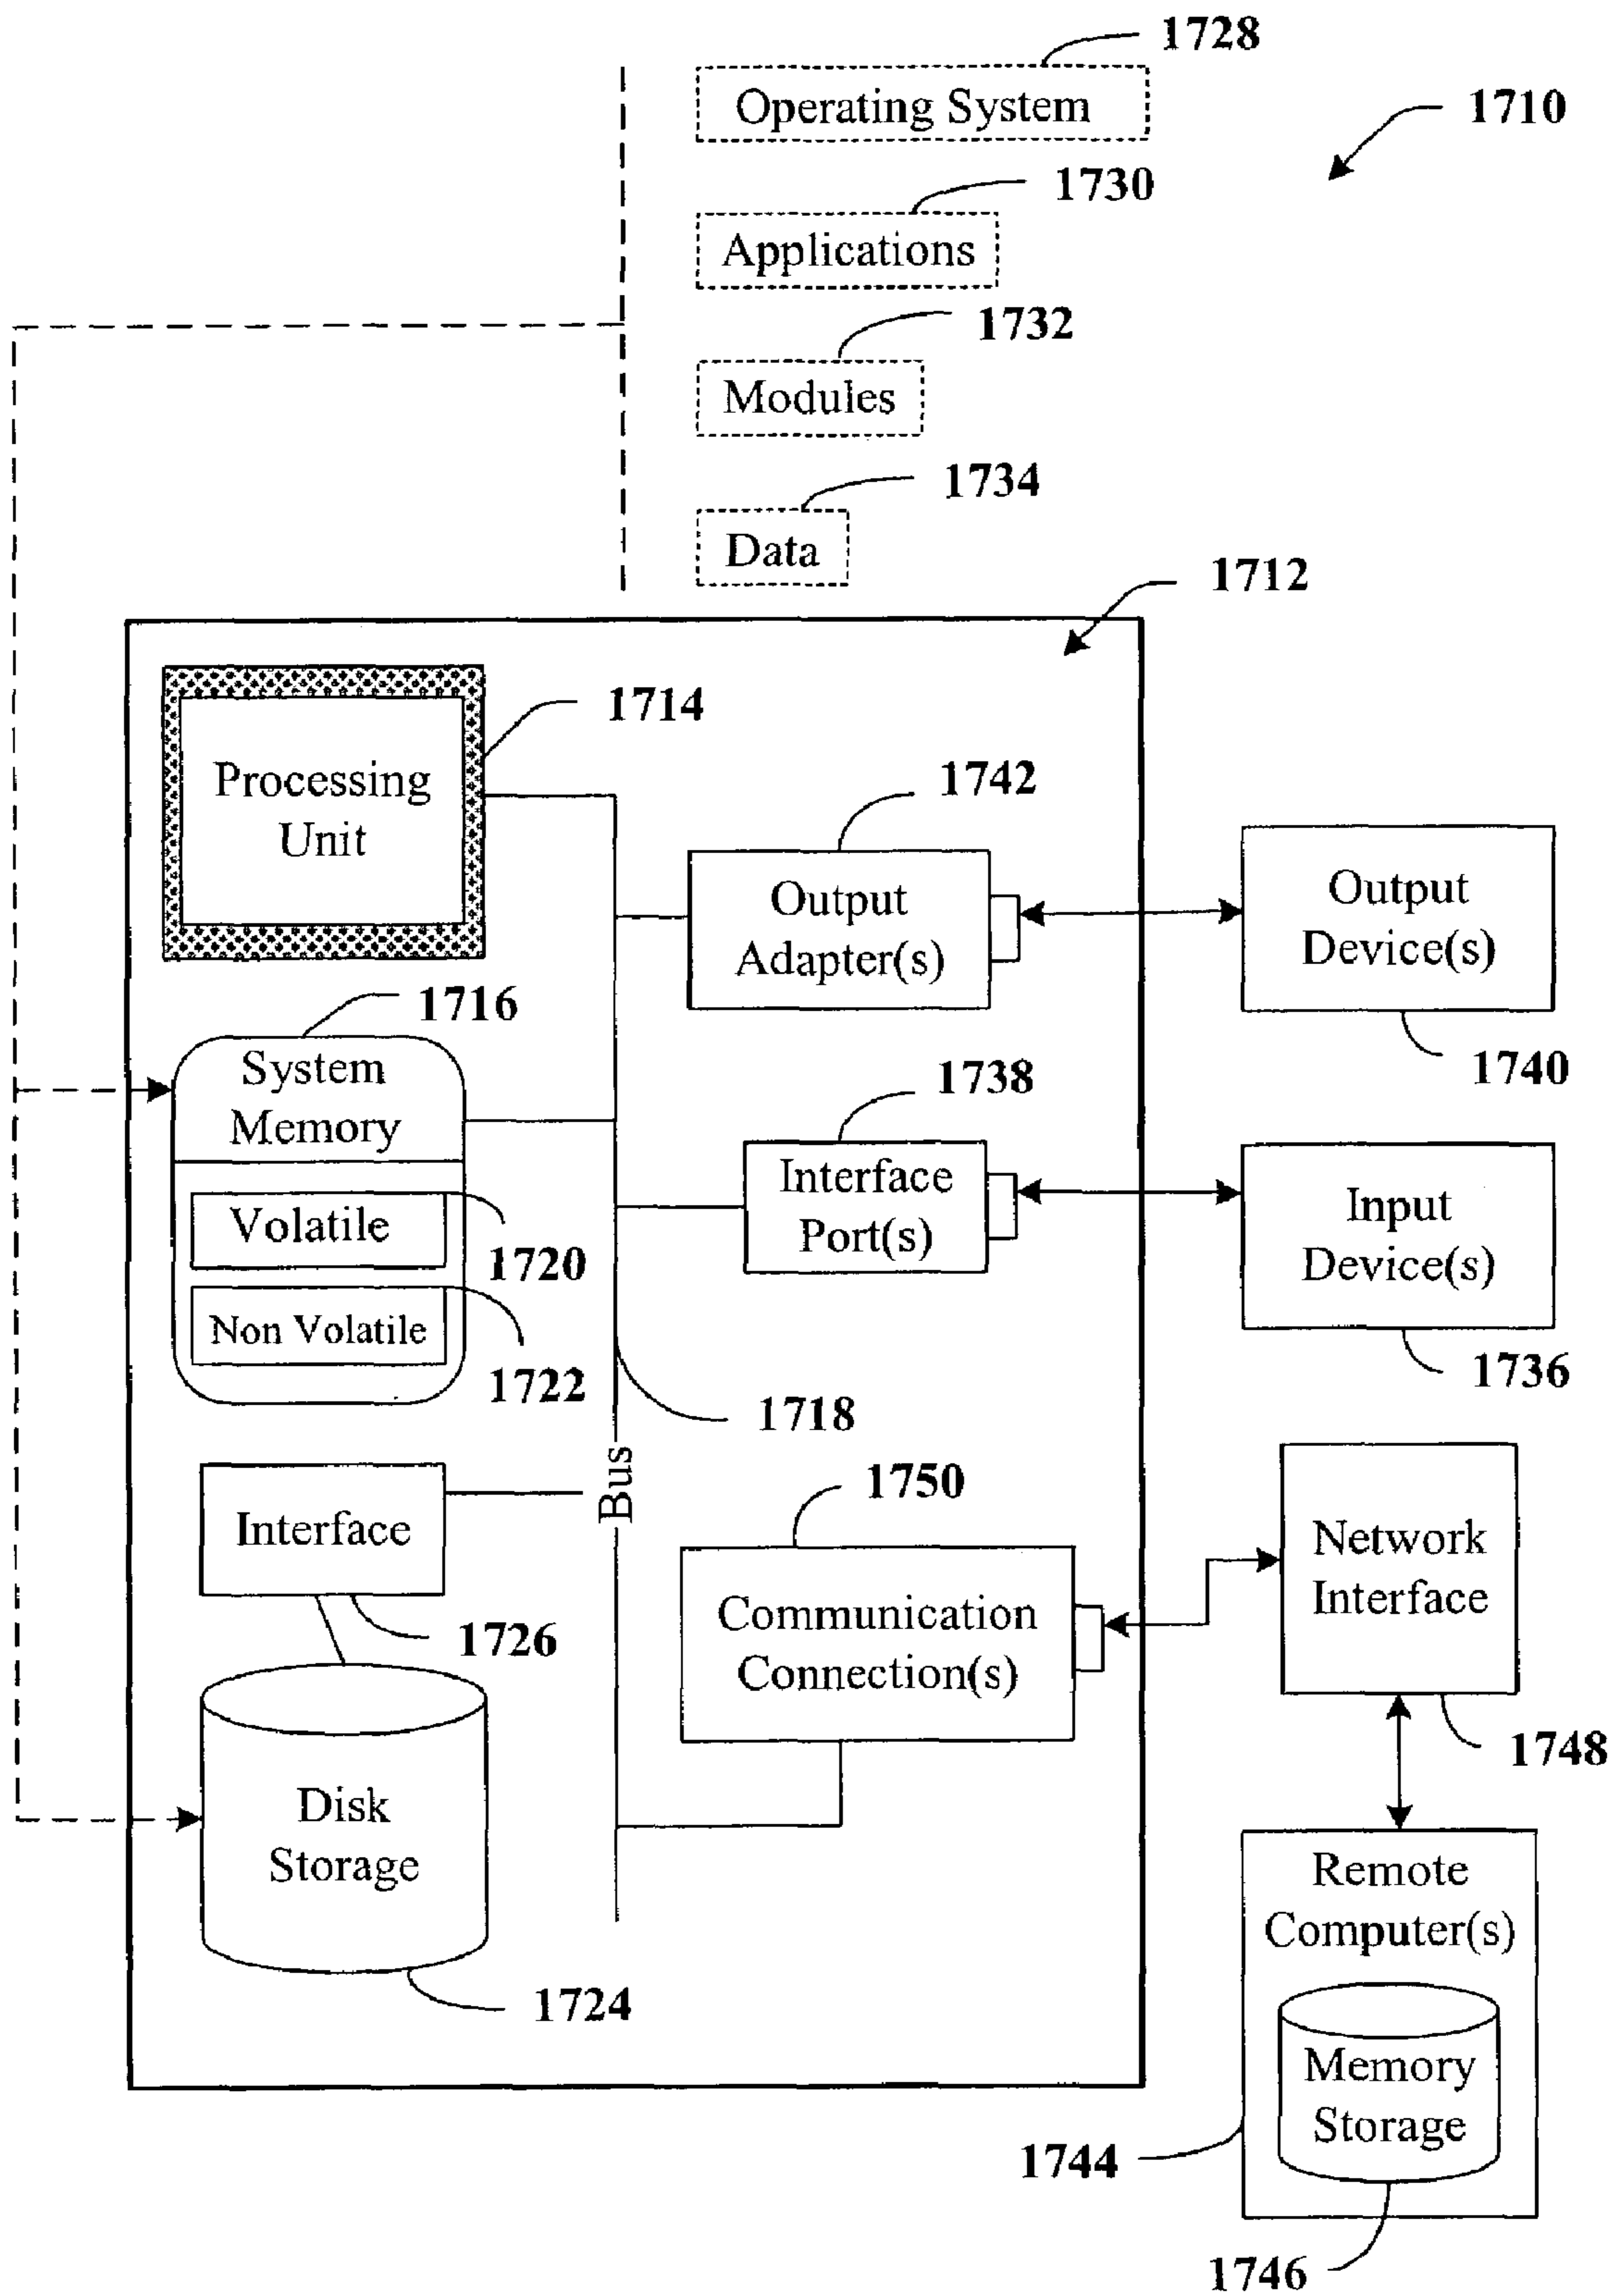 1728
Operating System
1710
1730
Applications
1732
Modules
1734
Data
1712
1714
Processing
Unit
1742
Output
Adapter(s)
Output
Device(s)
1740
1716
System
Memory
1738
Interface
Port(s)
Input
Device(s)
1736
Volatile
1720
Non Volatile
1722
1718
Bus
1750
Interface
1726
Communication
Connection(s)
Network
Interface
1748
Disk
Storage
1724
Remote
Computer(s)
Memory
Storage
1744
1746